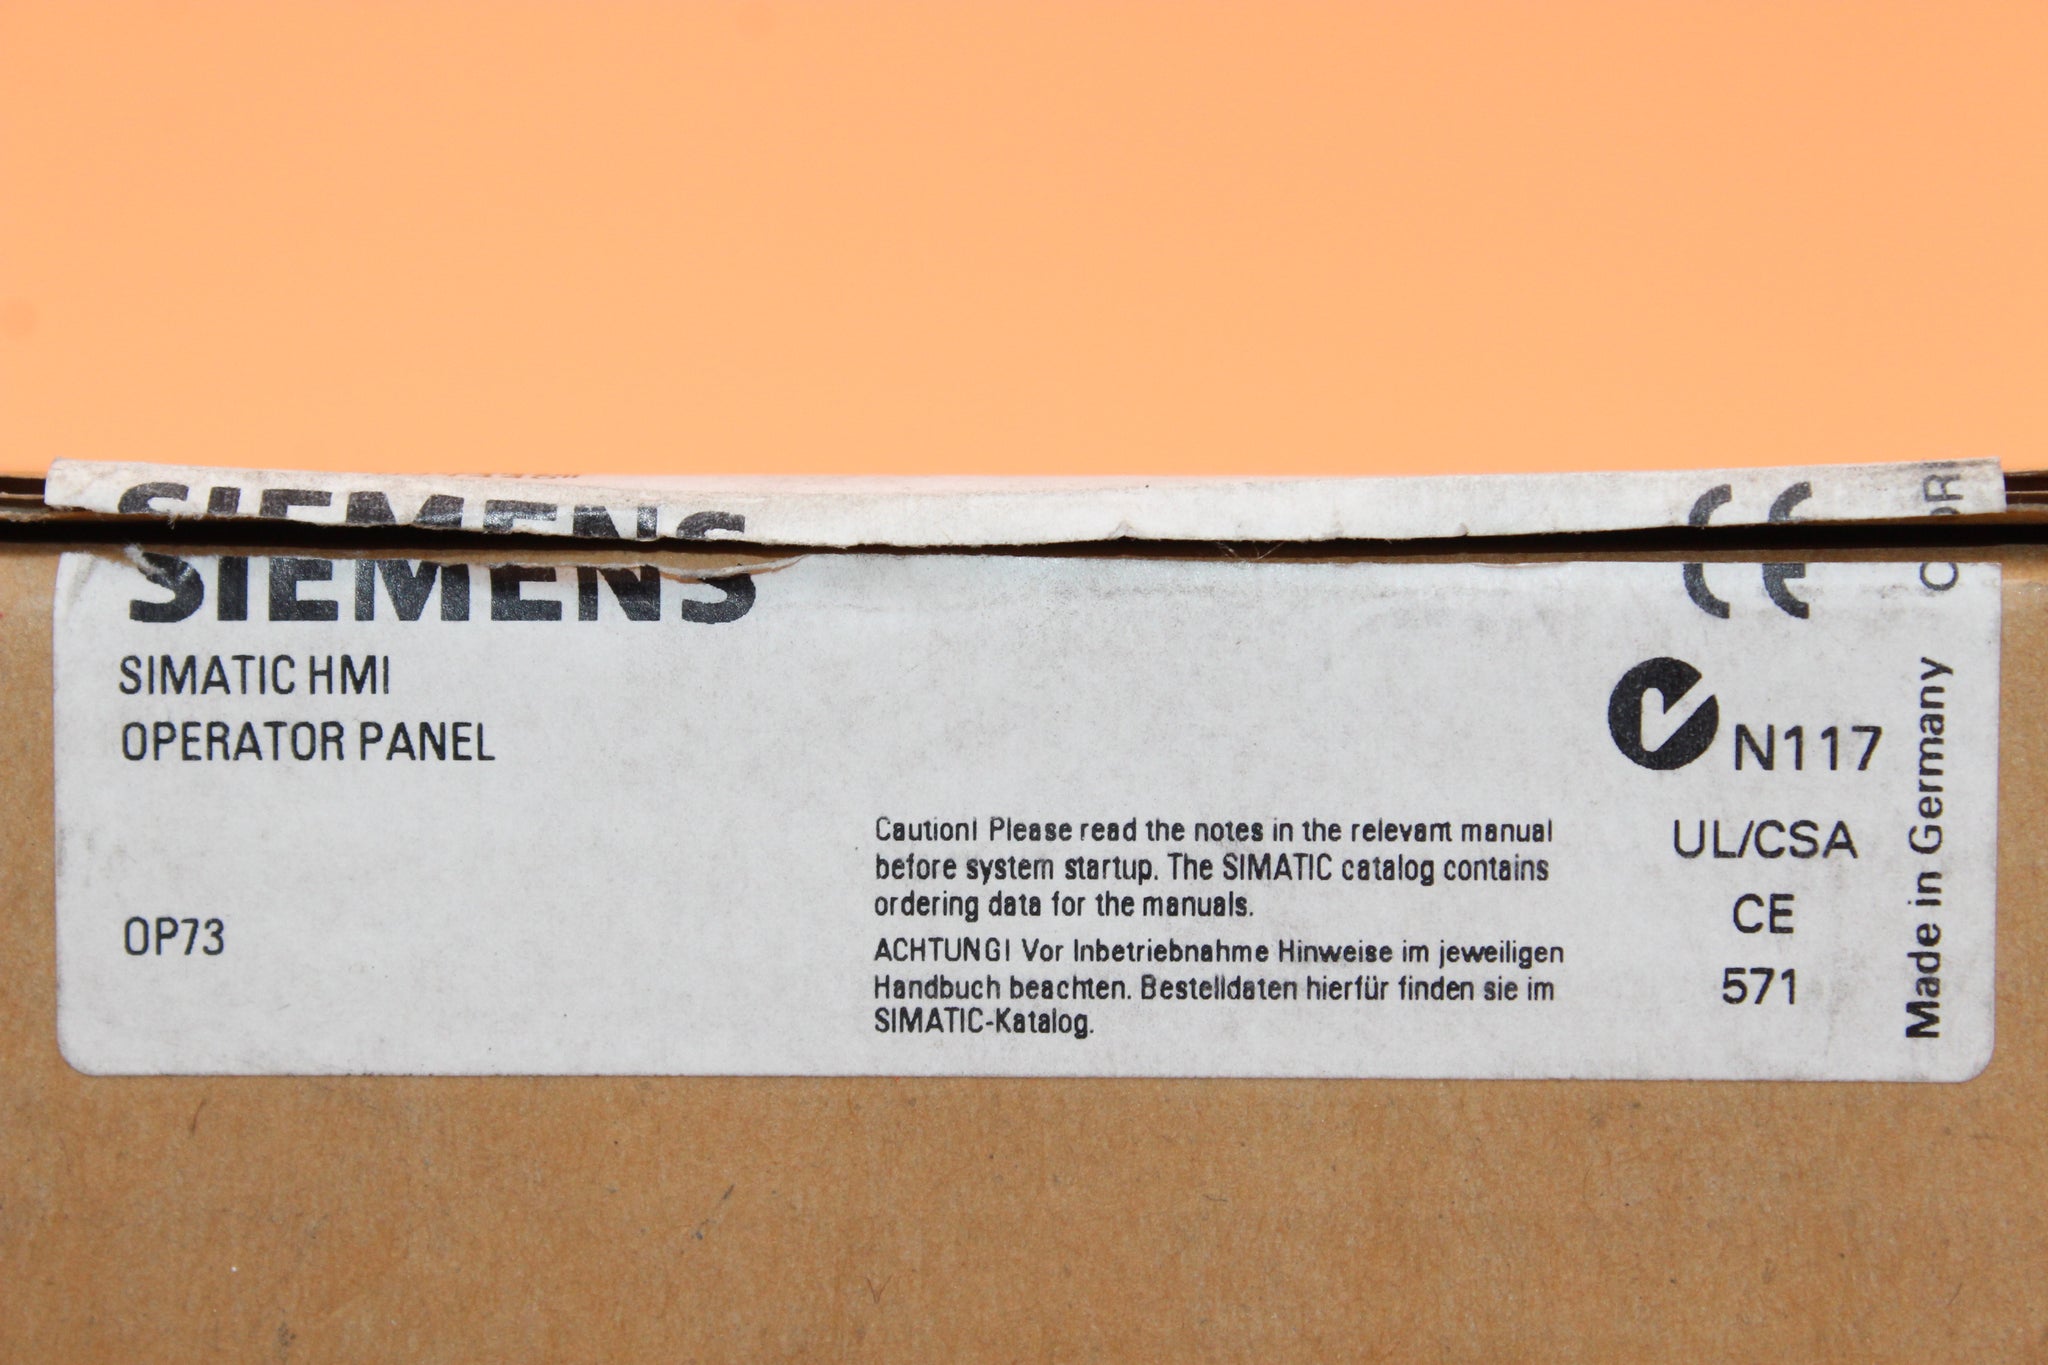 SIEMENS
SIMATIC HMI
OPERATOR PANEL
OP73
Caution! Please read the notes in the relevant manual
before system startup. The SIMATIC catalog contains
ordering data for the manuals.
ACHTUNG! Vor Inbetriebnahme Hinweise im jeweiligen
Handbuch beachten. Bestelldaten hierfür finden sie im
SIMATIC-Katalog.
CE
N117
UL/CSA
CE
571
Made in Germany